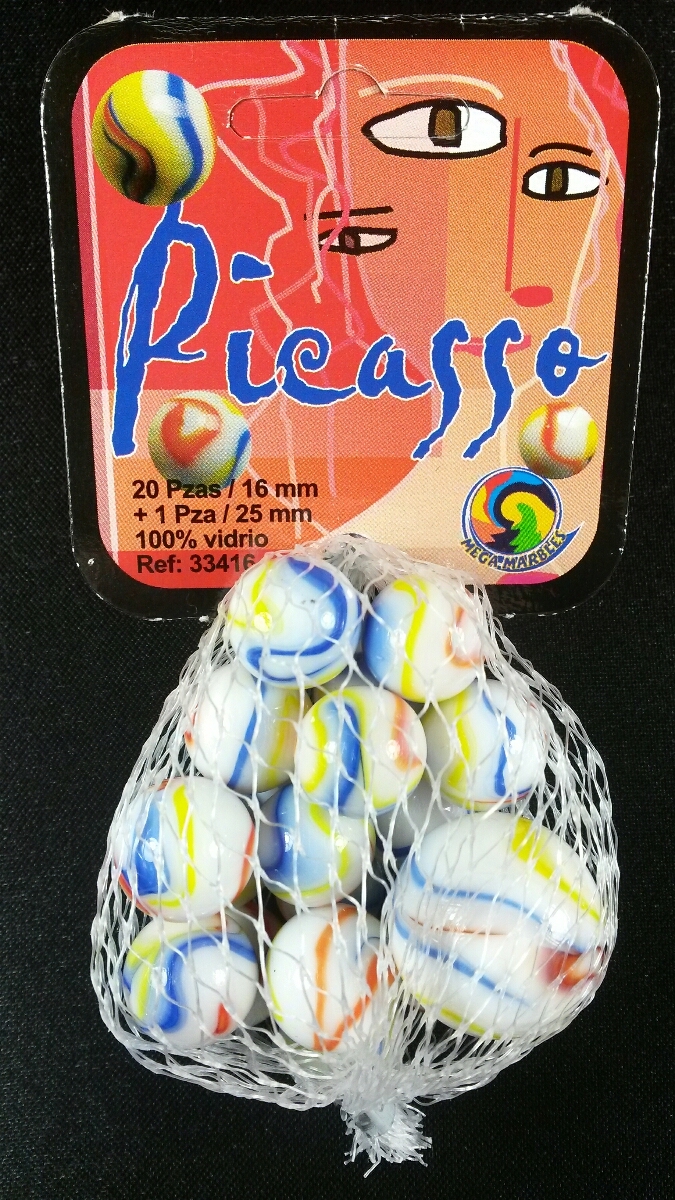 Picasso
20 Pzas / 16 mm
+ 1 Pza / 25 mm
100% vidrio
Ref: 33416
MEGA MARBLES